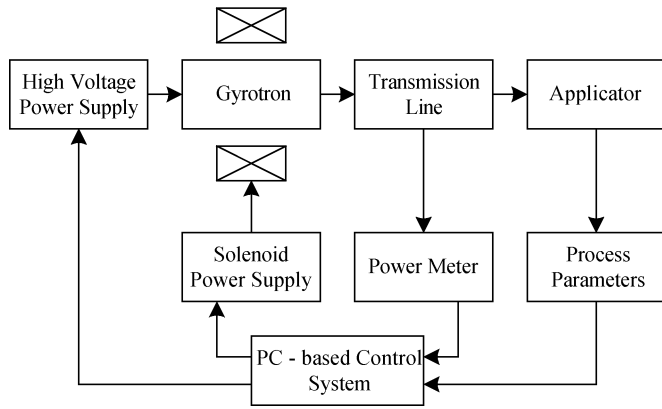 High Voltage
Power Supply
Gyrotron
Transmission
Line
Applicator
Solenoid
Power Supply
Power Meter
Process
Parameters
PC - based Control
System